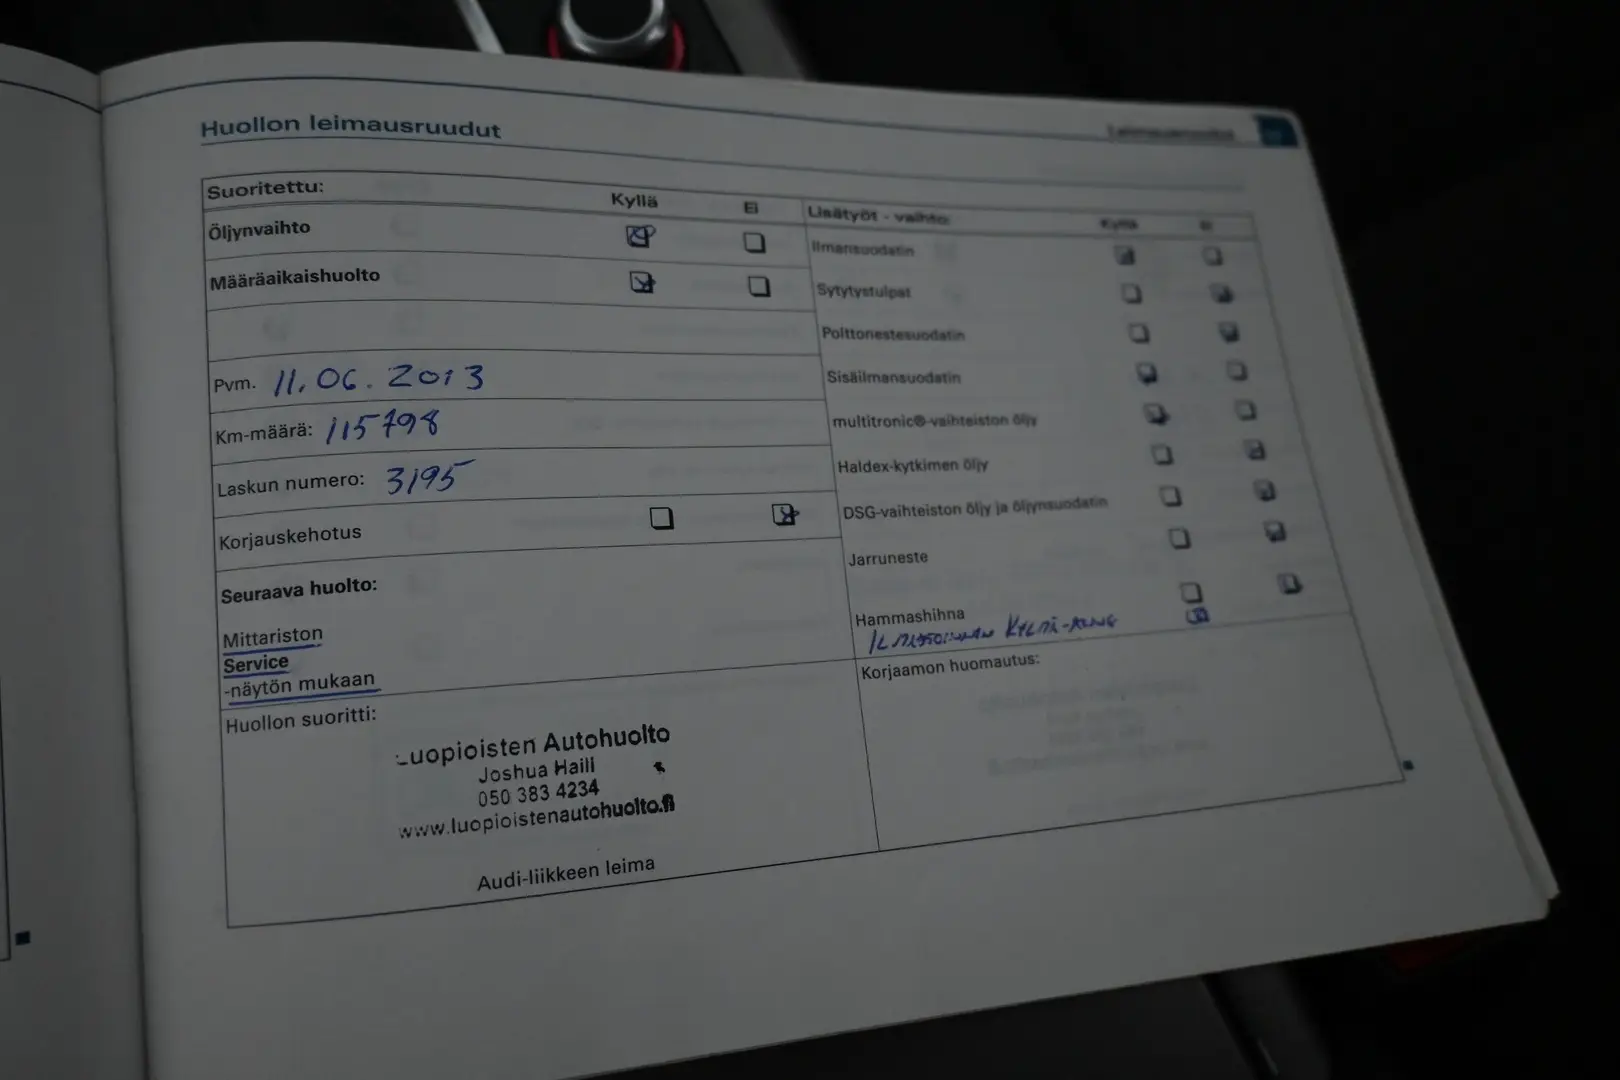 Huollon leimausruudut
Suoritettu: Kyllä Ei
Öljynvaihto
Määräaikaishuolto
Pvm. 11.06.2013
Km-määrä: 115798
Laskun numero: 3195
Korjauskehotus
Seuraava huolto:
Mittariston
Service
-näytön mukaan
Huollon suoritti:
Luopioisten Autohuolto
Joshua Haili
050 383 4234
www.luopioistenautohuolto.fi
Audi-liikkeen leima
Lisätyöt - vaihto: Kyllä Ei
Ilmansuodatin
Sytytystulpat
Polttonestesuodatin
Sisäilmansuodatin
multitronic®-vaihteiston öljy
Haldex-kytkimen öljy
DSG-vaihteiston öljy ja öljynsuodatin
Jarruneste
Hammashihna
Korjaamon huomautus: